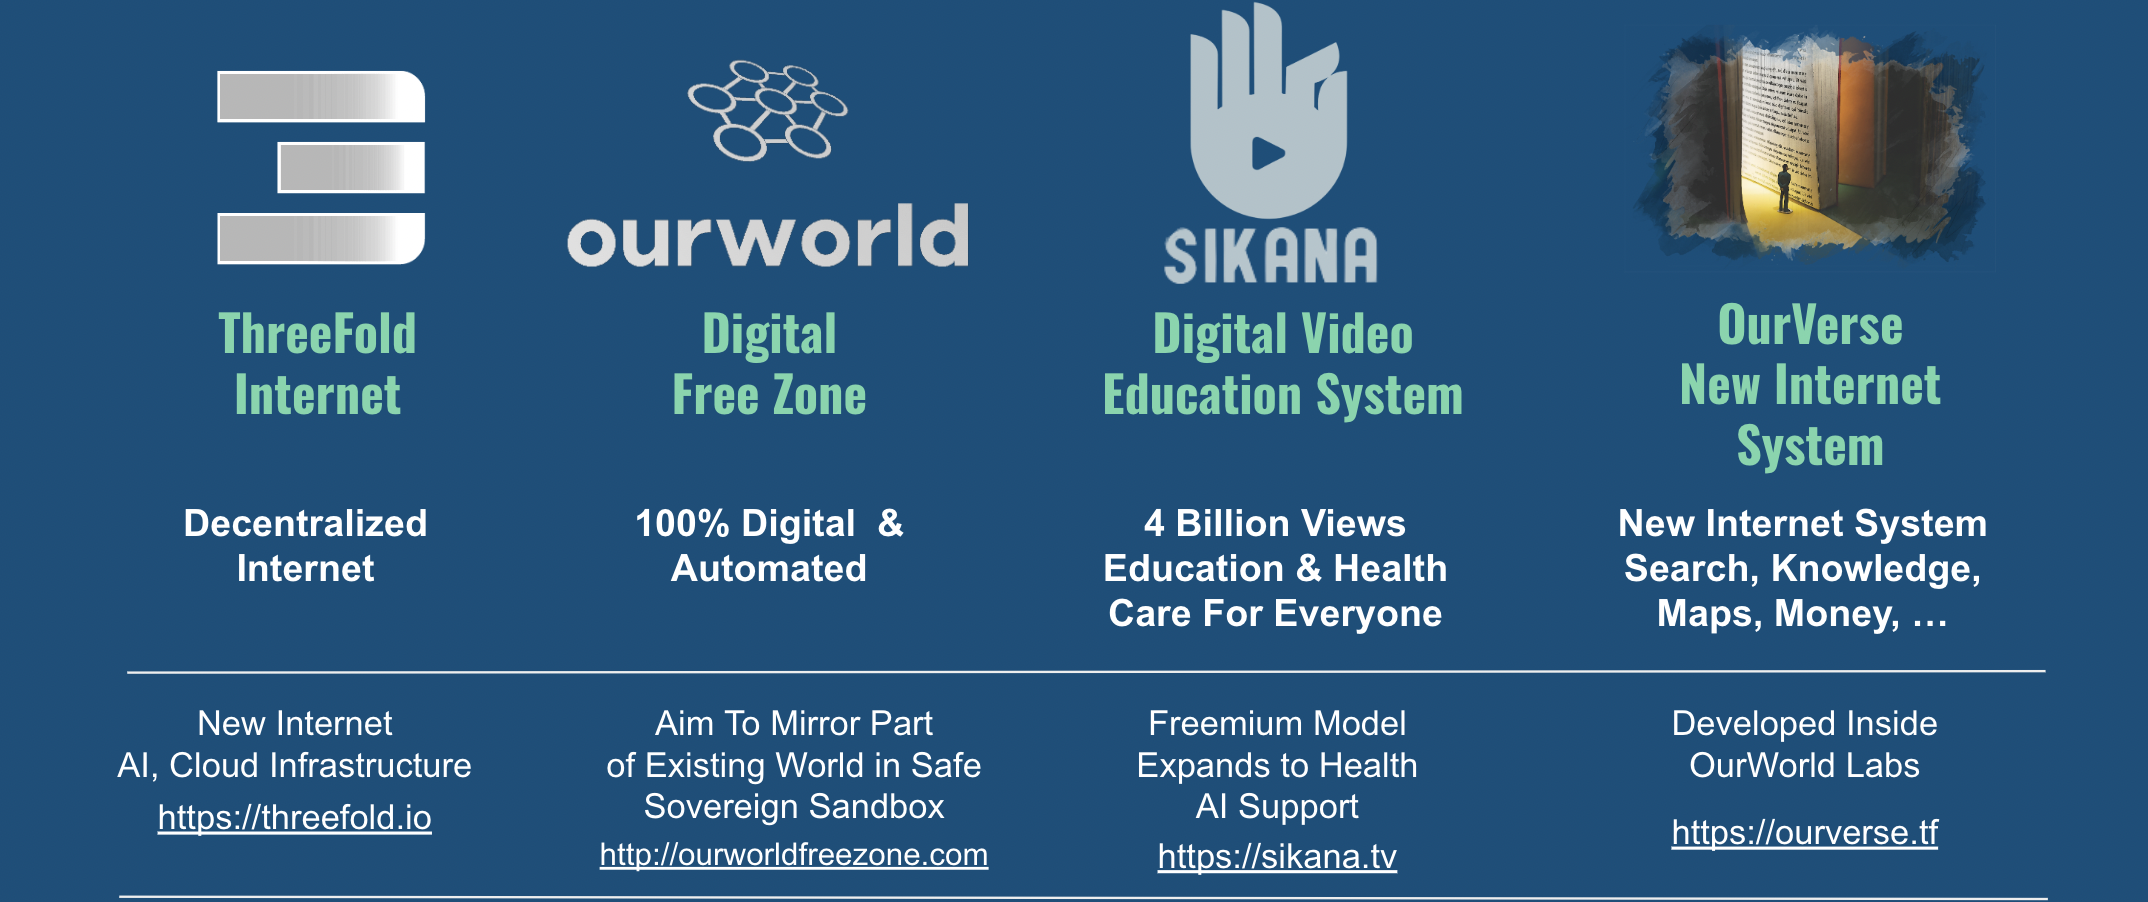 ourworld
SIKANA
ThreeFold
Internet
Digital
Free Zone
Digital Video
Education System
OurVerse
New Internet
System
Decentralized
Internet
100% Digital  &
Automated
4 Billion Views
Education & Health
Care For Everyone
New Internet System
Search, Knowledge,
Maps, Money, …
New Internet
AI, Cloud Infrastructure
https://threefold.io
Aim To Mirror Part
of Existing World in Safe
Sovereign Sandbox
http://ourworldfreezone.com
Freemium Model
Expands to Health
AI Support
https://sikana.tv
Developed Inside
OurWorld Labs
https://ourverse.tf